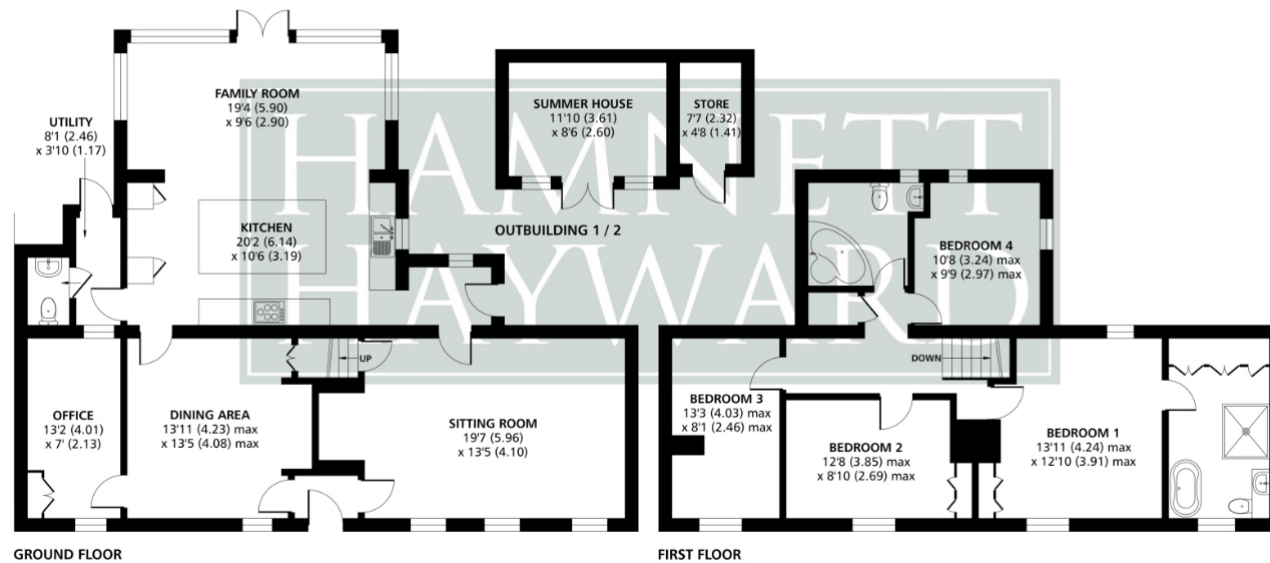 HAMNETT
HAYWARD
UTILITY
8'1 (2.46)
x 3'10 (1.17)
FAMILY ROOM
19'4 (5.90)
x 9'6 (2.90)
SUMMER HOUSE
11'10 (3.61)
x 8'6 (2.60)
STORE
7'7 (2.32)
x 4'8 (1.41)
KITCHEN
20'2 (6.14)
x 10'6 (3.19)
OUTBUILDING 1 / 2
BEDROOM 4
10'8 (3.24) max
x 9'9 (2.97) max
UP
DOWN
OFFICE
13'2 (4.01)
x 7' (2.13)
DINING AREA
13'11 (4.23) max
x 13'5 (4.08) max
SITTING ROOM
19'7 (5.96)
x 13'5 (4.10)
BEDROOM 3
13'3 (4.03) max
x 8'1 (2.46) max
BEDROOM 2
12'8 (3.85) max
x 8'10 (2.69) max
BEDROOM 1
13'11 (4.24) max
x 12'10 (3.91) max
GROUND FLOOR
FIRST FLOOR